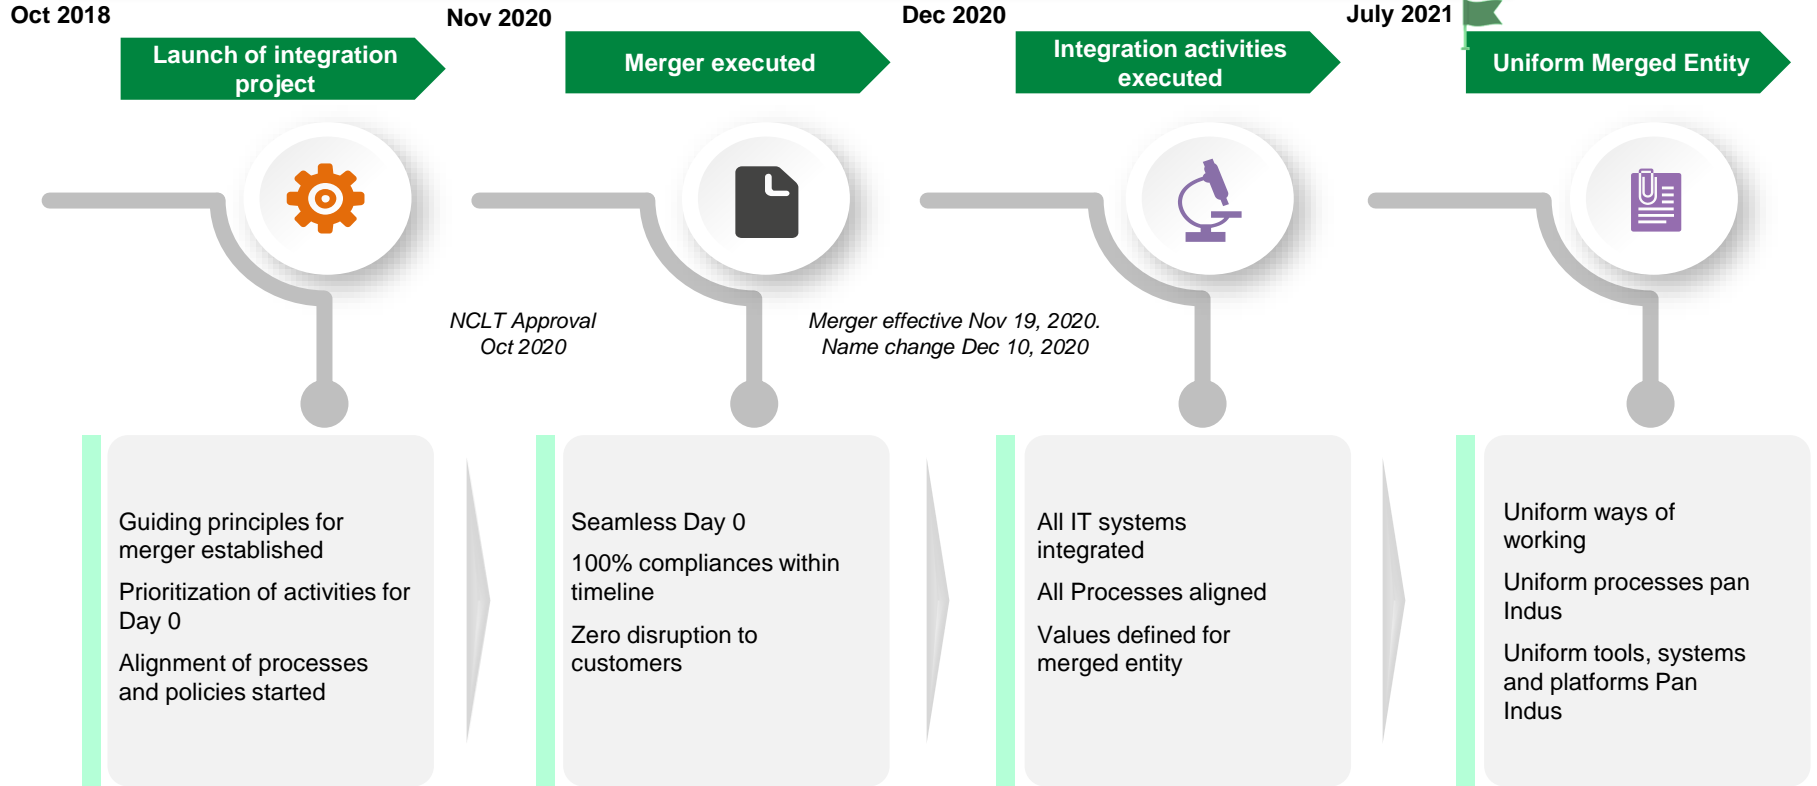 Oct 2018
Launch of integration
project
Nov 2020
Merger executed
Dec 2020
Integration activities
executed
July 2021
Uniform Merged Entity
NCLT Approval
Oct 2020
Merger effective Nov 19, 2020.
Name change Dec 10, 2020
Guiding principles for
merger established
Prioritization of activities for
Day 0
Alignment of processes
and policies started
Seamless Day 0
100% compliances within
timeline
Zero disruption to
customers
All IT systems
integrated
All Processes aligned
Values defined for
merged entity
Uniform ways of
working
Uniform processes pan
Indus
Uniform tools, systems
and platforms Pan
Indus